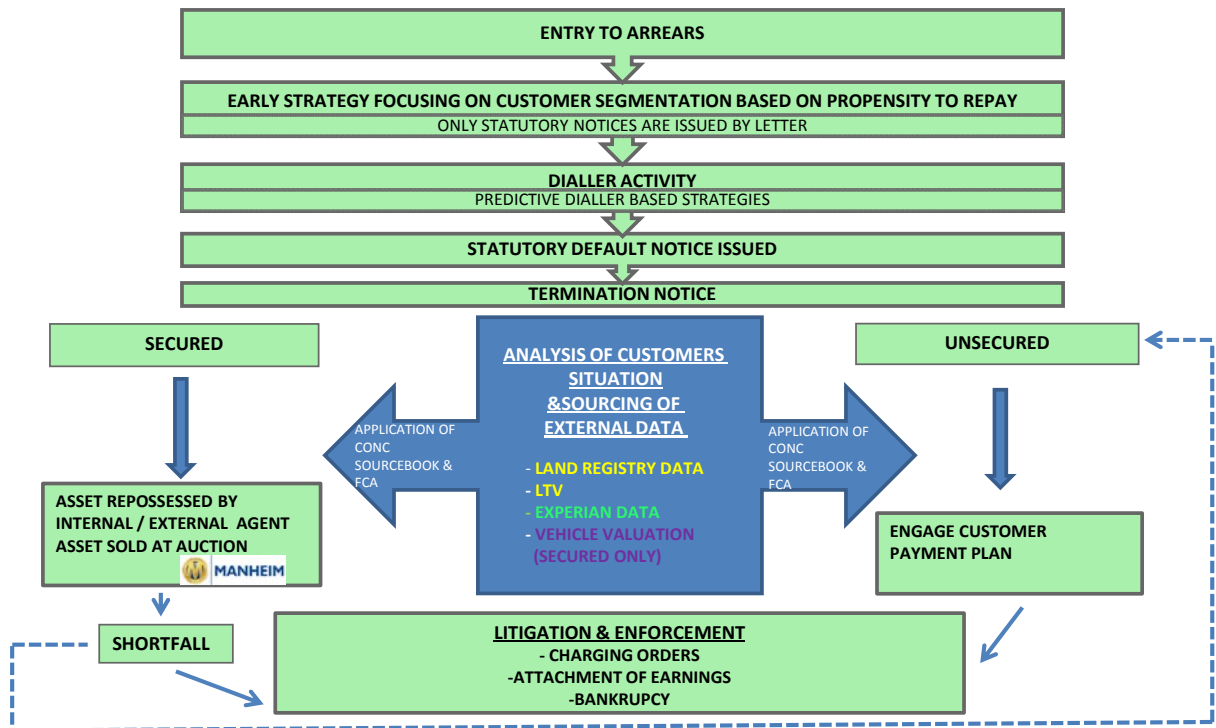 ENTRY TO ARREARS
EARLY STRATEGY FOCUSING ON CUSTOMER SEGMENTATION BASED ON PROPENSITY TO REPAY
ONLY STATUTORY NOTICES ARE ISSUED BY LETTER
DIALLER ACTIVITY
PREDICTIVE DIALLER BASED STRATEGIES
STATUTORY DEFAULT NOTICE ISSUED
TERMINATION NOTICE
SECURED
ANALYSIS OF CUSTOMERS
SITUATION
&SOURCING OF
EXTERNAL DATA
- LAND REGISTRY DATA
- LTV
- EXPERIAN DATA
- VEHICLE VALUATION
(SECURED ONLY)
UNSECURED
APPLICATION OF
CONC
SOURCEBOOK &
FCA
APPLICATION OF
CONC
SOURCEBOOK &
FCA
ASSET REPOSSESSED BY
INTERNAL / EXTERNAL AGENT
ASSET SOLD AT AUCTION
MANHEIM
ENGAGE CUSTOMER
PAYMENT PLAN
SHORTFALL
LITIGATION & ENFORCEMENT
- CHARGING ORDERS
-ATTACHMENT OF EARNINGS
-BANKRUPCY